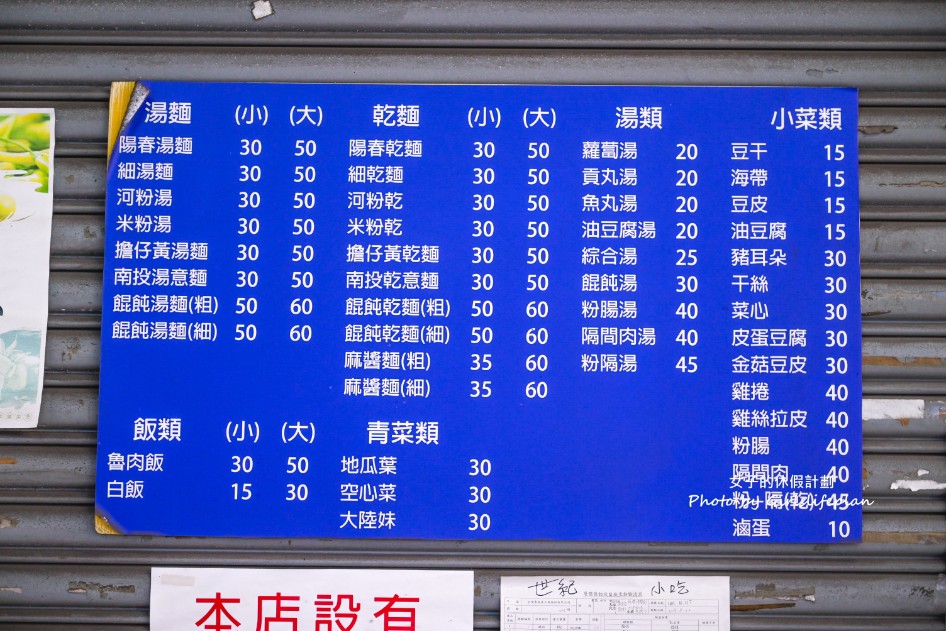 湯麵 (小) (大)
陽春湯麵 30 50
細湯麵 30 50
河粉湯 30 50
米粉湯 30 50
擔仔黃湯麵 30 50
南投湯意麵 30 50
餛飩湯麵(粗) 50 60
餛飩湯麵(細) 50 60
乾麵 (小) (大)
陽春乾麵 30 50
細乾麵 30 50
河粉乾 30 50
米粉乾 30 50
擔仔黃乾麵 30 50
南投乾意麵 30 50
餛飩乾麵(粗) 50 60
餛飩乾麵(細) 50 60
麻醬麵(粗) 35 60
麻醬麵(細) 35 60
湯類
蘿蔔湯 20
貢丸湯 20
魚丸湯 20
油豆腐湯 20
綜合湯 25
餛飩湯 30
粉腸湯 40
隔間肉湯 40
粉隔湯 45
小菜類
豆干 15
海帶 15
豆皮 15
油豆腐 15
豬耳朵 30
干絲 30
菜心 30
皮蛋豆腐 30
金菇豆皮 30
雞捲 40
雞絲拉皮 40
粉腸 40
隔間肉 40
粉、隔(乾) 45
滷蛋 10
飯類 (小) (大)
魯肉飯 30 50
白飯 15 30
青菜類
地瓜葉 30
空心菜 30
大陸妹 30
女子的休假計劃
Photo by
本店設有
世紀 小吃